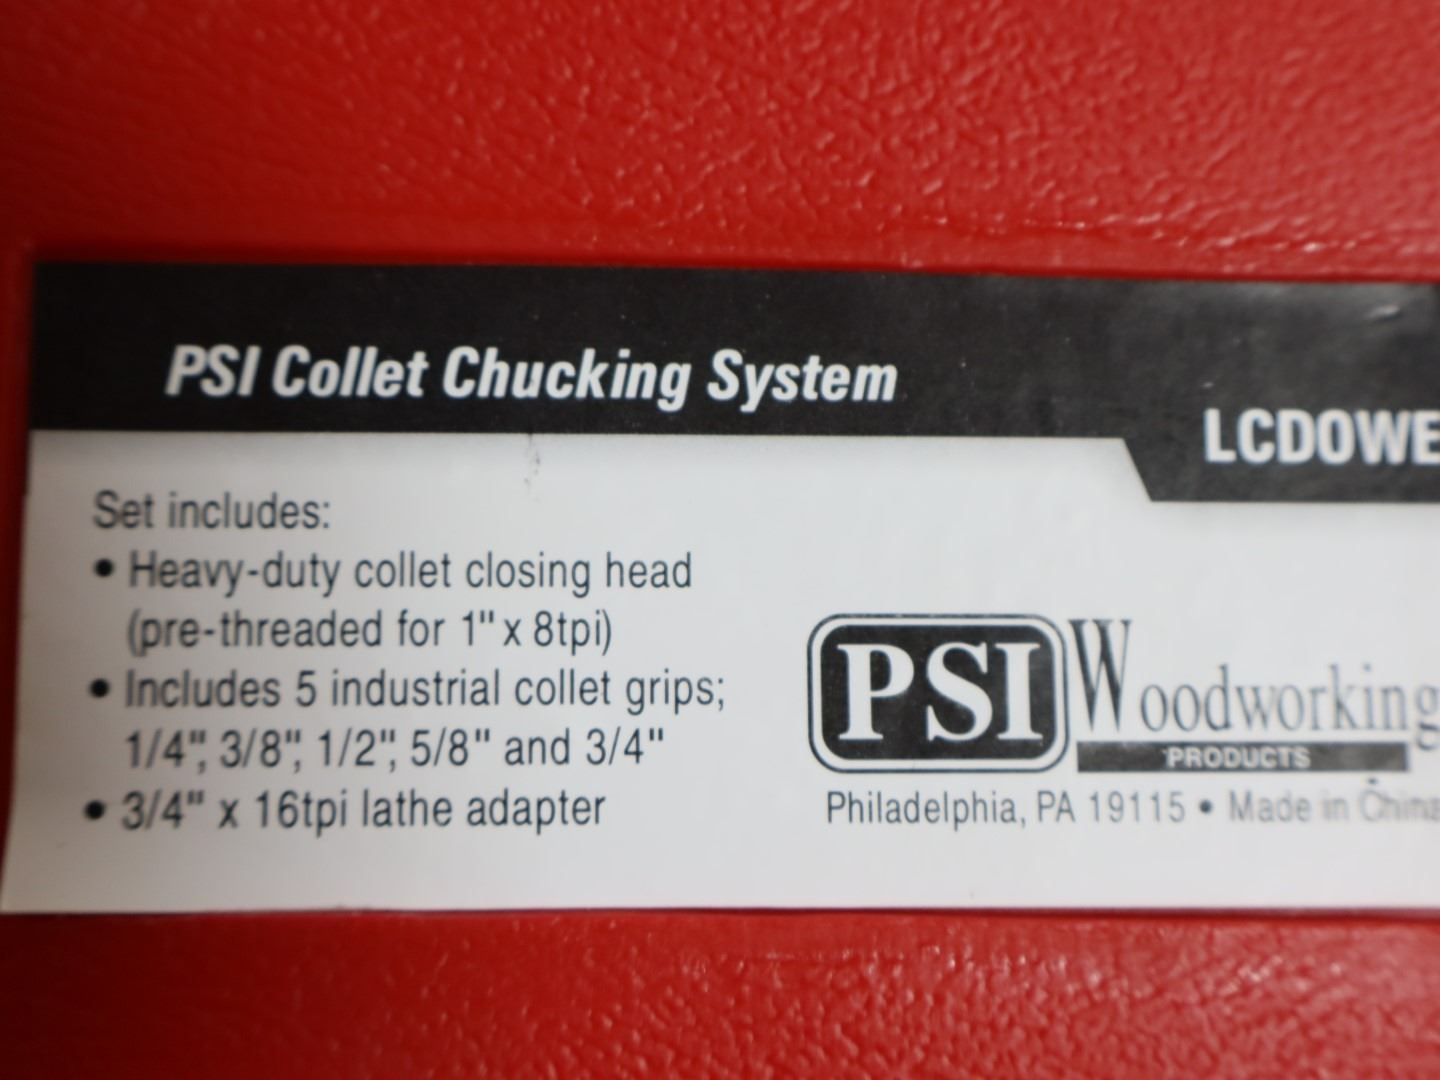 PSI Collet Chucking System
LCDOWE
Set includes:
• Heavy-duty collet closing head
(pre-threaded for 1" x 8tpi)
• Includes 5 industrial collet grips;
1/4", 3/8", 1/2", 5/8" and 3/4"
• 3/4" x 16tpi lathe adapter
PSI Woodworking
PRODUCTS
Philadelphia, PA 19115 • Made in China